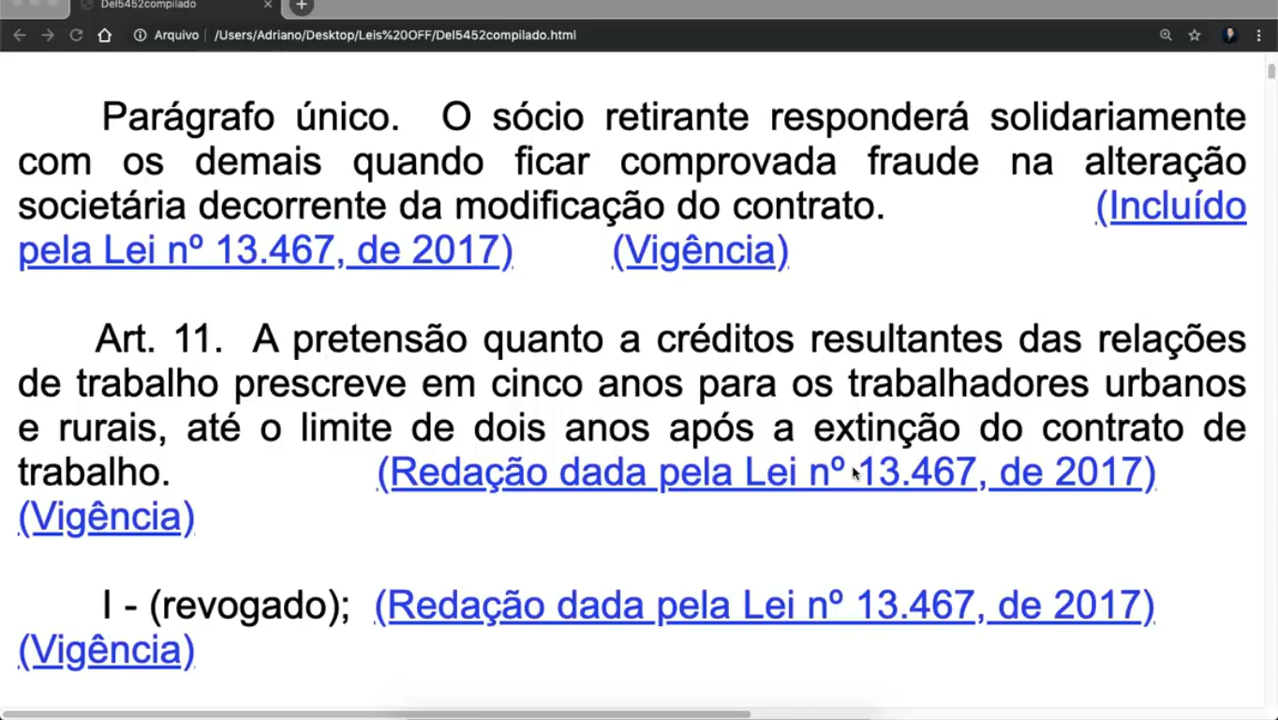 Del5452compilado
Arquivo /Users/Adriano/Desktop/Leis%20OFF/Del5452compilado.html
Parágrafo único. O sócio retirante responderá solidariamente
com os demais quando ficar comprovada fraude na alteração
societária decorrente da modificação do contrato. (Incluído
pela Lei nº 13.467, de 2017) (Vigência)
Art. 11. A pretensão quanto a créditos resultantes das relações
de trabalho prescreve em cinco anos para os trabalhadores urbanos
e rurais, até o limite de dois anos após a extinção do contrato de
trabalho. (Redação dada pela Lei nº 13.467, de 2017)
(Vigência)
I - (revogado); (Redação dada pela Lei nº 13.467, de 2017)
(Vigência)